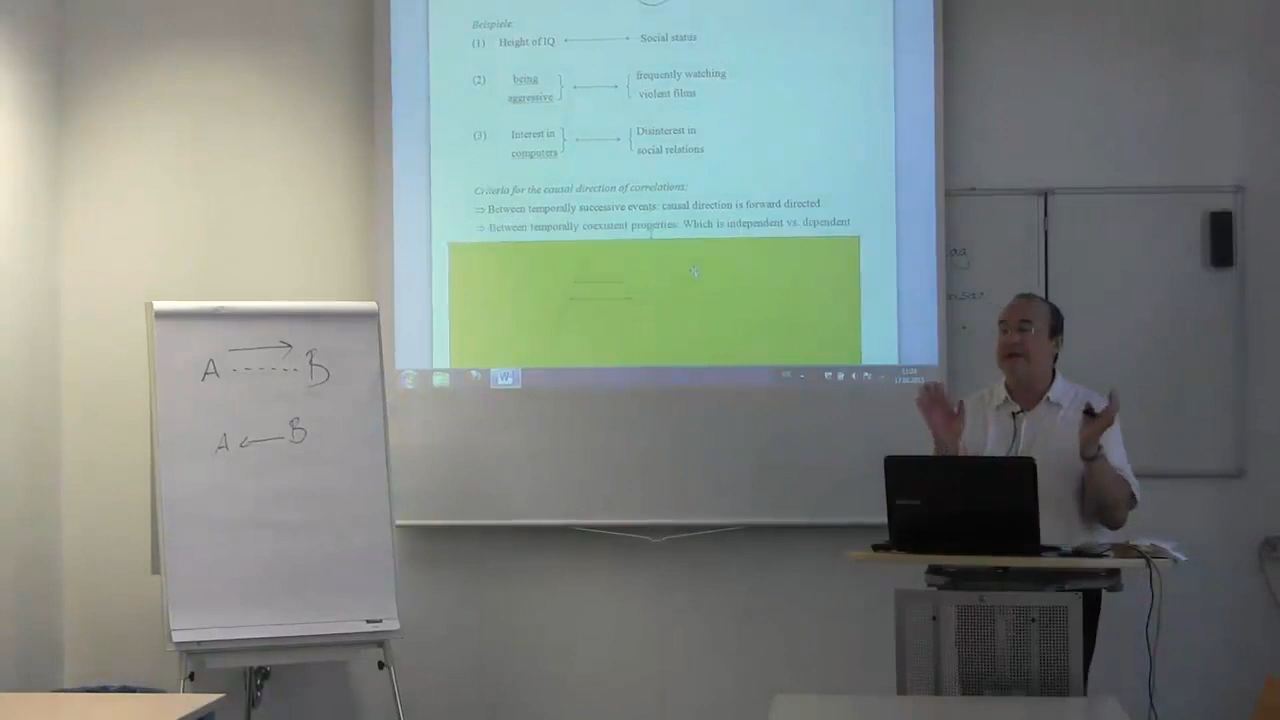 Beispiele:
(1) Height of IQ Social status
(2) being aggressive frequently watching violent films
(3) Interest in computers Disinterest in social relations
Criteria for the causal direction of correlations:
⇒ Between temporally successive events: causal direction is forward directed
⇒ Between temporally coexistent properties: Which is independent vs. dependent
A B
A B
W